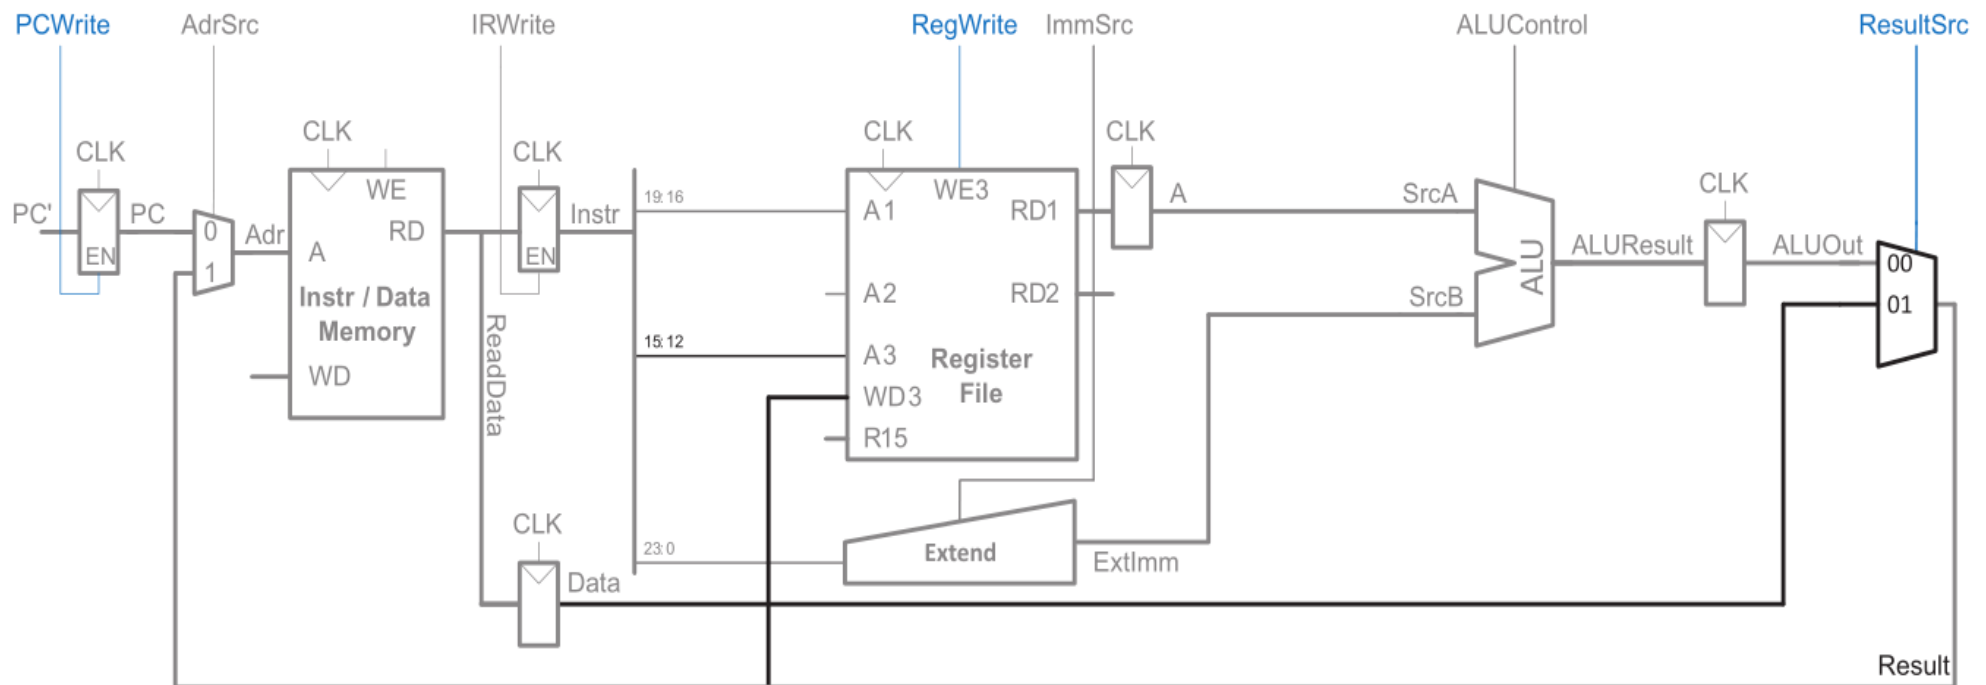 PCWrite
AdrSrc
IRWrite
RegWrite
ImmSrc
ALUControl
ResultSrc
CLK
CLK
CLK
CLK
CLK
CLK
PC'
PC
EN
0
1
Adr
WE
RD
A
Instr / Data
Memory
WD
EN
Instr
ReadData
19:16
15:12
23:0
A1
A2
A3
WD3
R15
WE3
RD1
RD2
Register
File
A
SrcA
SrcB
ALU
ALUResult
ALUOut
00
01
CLK
Data
Extend
ExtImm
Result